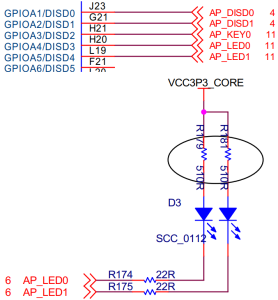 GPIOA1/DISD0 J23 AP_DISD0 4
GPIOA2/DISD1 G21 AP_DISD1 4
GPIOA3/DISD2 H21 AP_KEY0 11
GPIOA4/DISD3 H20 AP_LED0 11
GPIOA5/DISD4 L19 AP_LED1 11
GPIOA6/DISD5 F21
VCC3P3_CORE
R179 R181
510R 510R
D3
SCC_0112
6 AP_LED0 R174 22R
6 AP_LED1 R175 22R